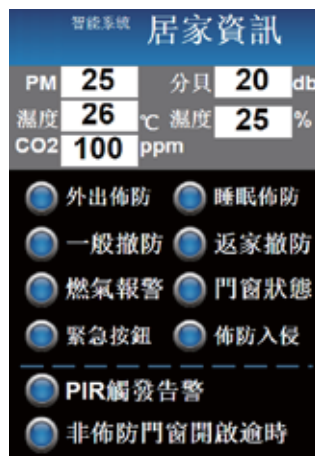 智能系統 居家資訊
PM 25 分貝 20 db
濕度 26 ℃ 濕度 25 %
CO2 100 ppm
外出佈防 睡眠佈防
一般撤防 返家撤防
燃氣報警 門窗狀態
緊急按鈕 佈防入侵
PIR觸發告警
非佈防門窗開啟逾時